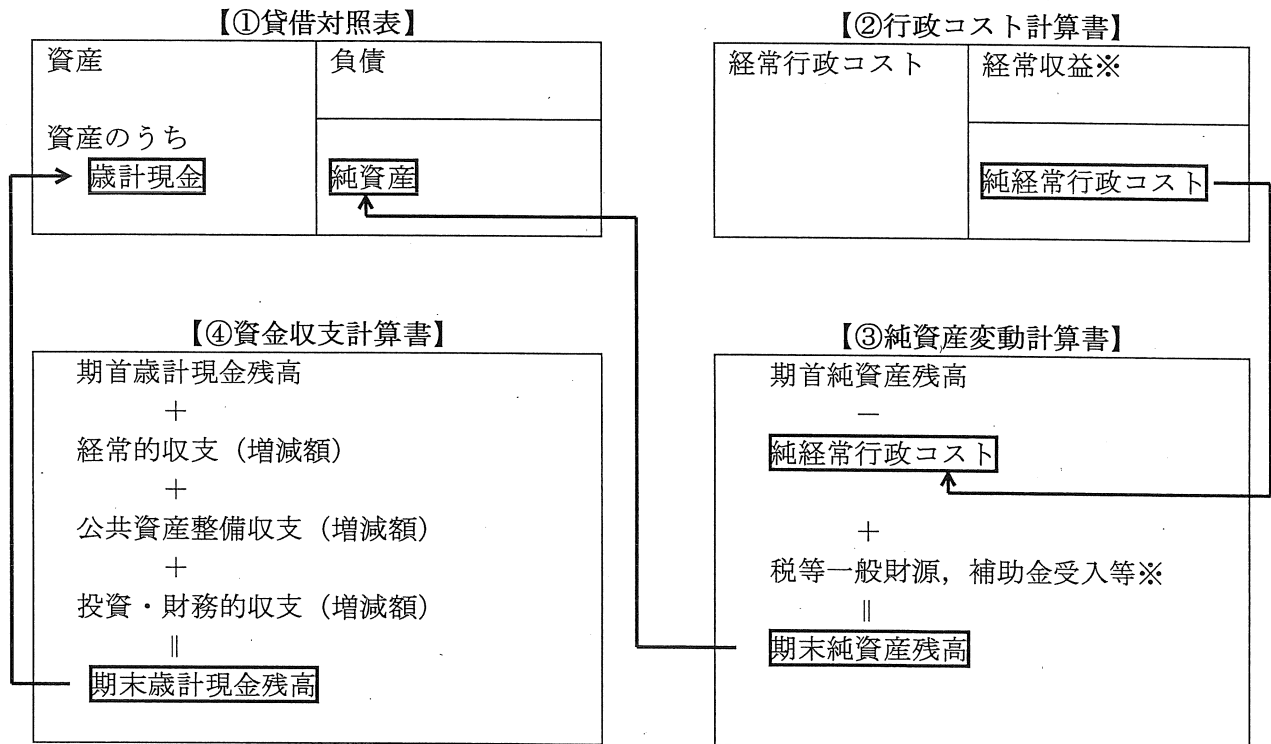 【①貸借対照表】
資産
負債
資産のうち
歳計現金
純資産
【②行政コスト計算書】
経常行政コスト
経常収益※
純経常行政コスト
【④資金収支計算書】
期首歳計現金残高
＋
経常的収支（増減額）
＋
公共資産整備収支（増減額）
＋
投資・財務的収支（増減額）
‖
期末歳計現金残高
【③純資産変動計算書】
期首純資産残高
－
純経常行政コスト
＋
税等一般財源，補助金受入等※
‖
期末純資産残高